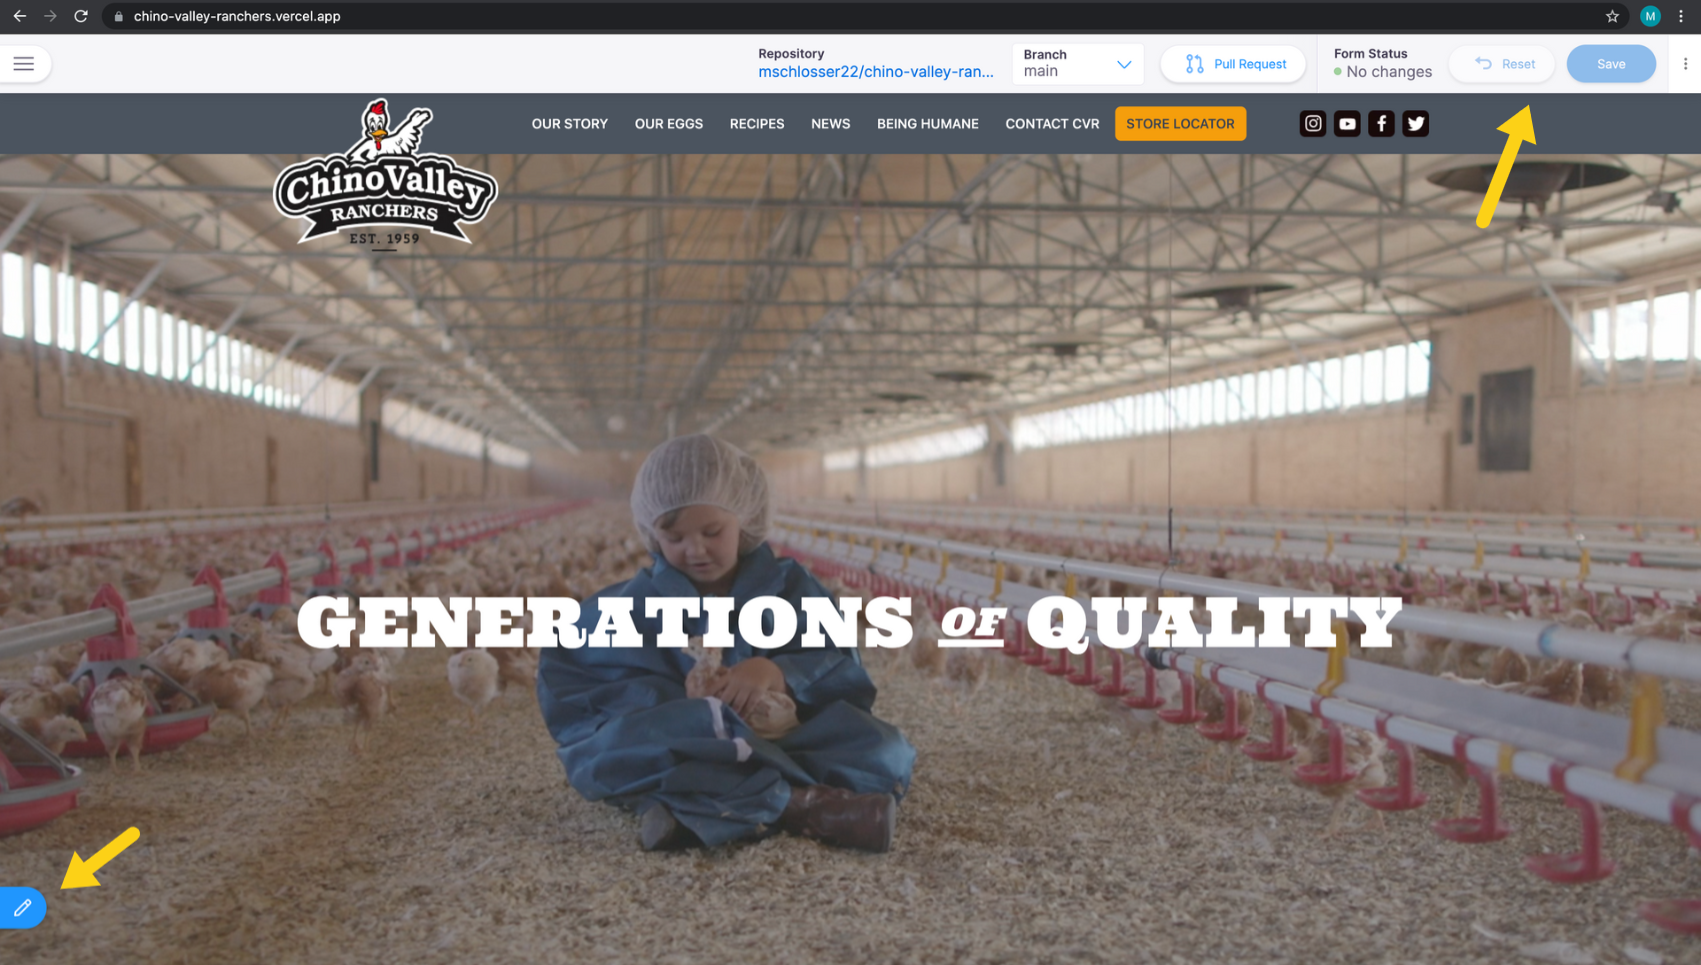 chino-valley-ranchers.vercel.app
M
Repository
mschlosser22/chino-valley-ran...
Branch
main
Pull Request
Form Status
No changes
Reset
Save
OUR STORY
OUR EGGS
RECIPES
NEWS
BEING HUMANE
CONTACT CVR
STORE LOCATOR
Chino Valley
RANCHERS
EST. 1959
GENERATIONS OF QUALITY